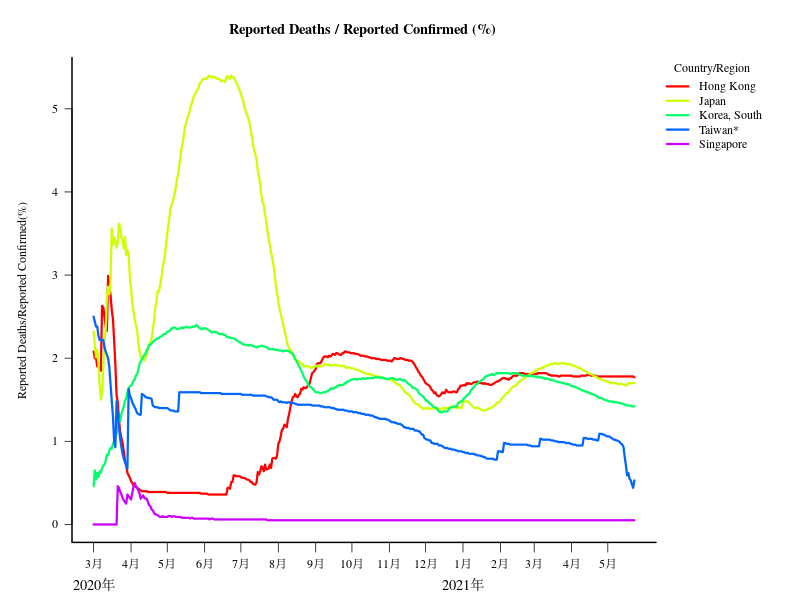 Reported Deaths / Reported Confirmed (%)
Country/Region
Hong Kong
Japan
Korea, South
Taiwan*
Singapore
Reported Deaths/Reported Confirmed(%)
5
4
3
2
1
0
3月 4月 5月 6月 7月 8月 9月 10月 11月 12月 1月 2月 3月 4月 5月
2020年 2021年